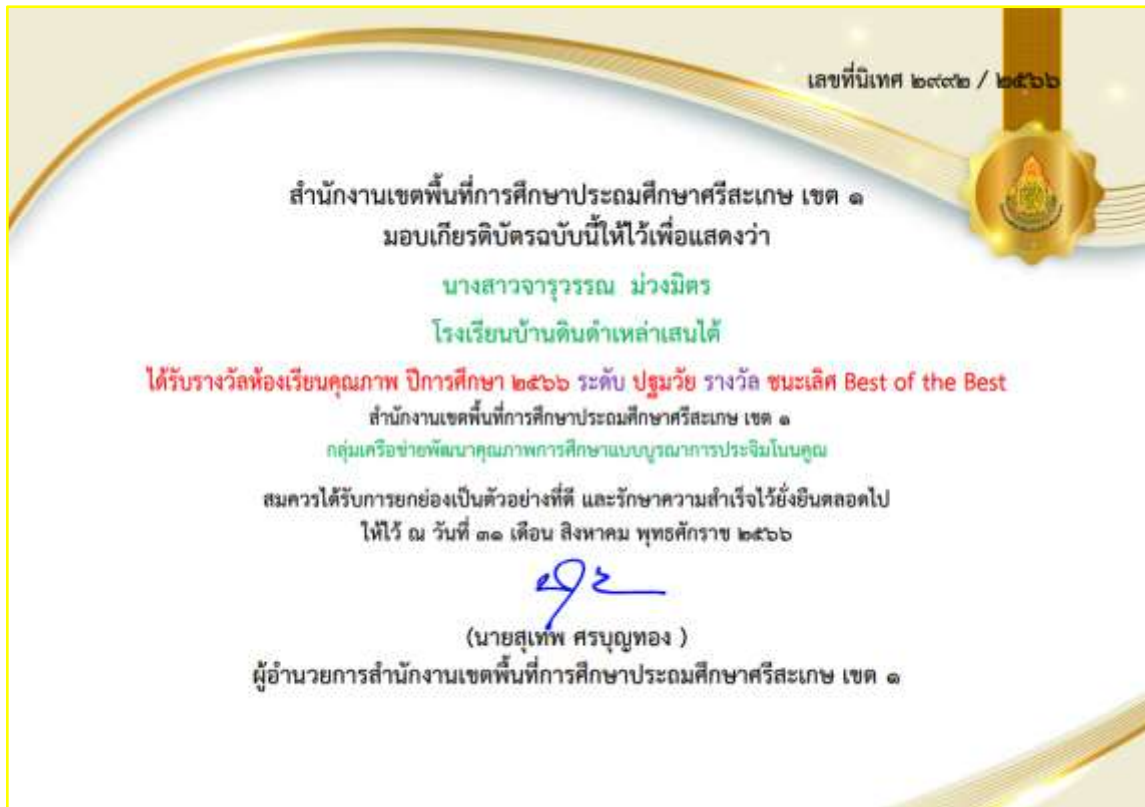 เลขที่นิเทศ ๒๙๙๒ / ๒๕๖๖
สำนักงานเขตพื้นที่การศึกษาประถมศึกษาศรีสะเกษ เขต ๑
มอบเกียรติบัตรฉบับนี้ให้ไว้เพื่อแสดงว่า
นางสาวจารุวรรณ ม่วงมิตร
โรงเรียนบ้านดินดำเหล่าเสนไต้
ได้รับรางวัลห้องเรียนคุณภาพ ปีการศึกษา ๒๕๖๖ ระดับ ปฐมวัย รางวัล ชนะเลิศ Best of the Best
สำนักงานเขตพื้นที่การศึกษาประถมศึกษาศรีสะเกษ เขต ๑
กลุ่มเครือข่ายพัฒนาคุณภาพการศึกษาแบบบูรณาการประจิมโนนคูณ
สมควรได้รับการยกย่องเป็นตัวอย่างที่ดี และรักษาความสำเร็จไว้ยั่งยืนตลอดไป
ให้ไว้ ณ วันที่ ๓๑ เดือน สิงหาคม พุทธศักราช ๒๕๖๖
(นายสุเทพ ศรบุญทอง )
ผู้อำนวยการสำนักงานเขตพื้นที่การศึกษาประถมศึกษาศรีสะเกษ เขต ๑